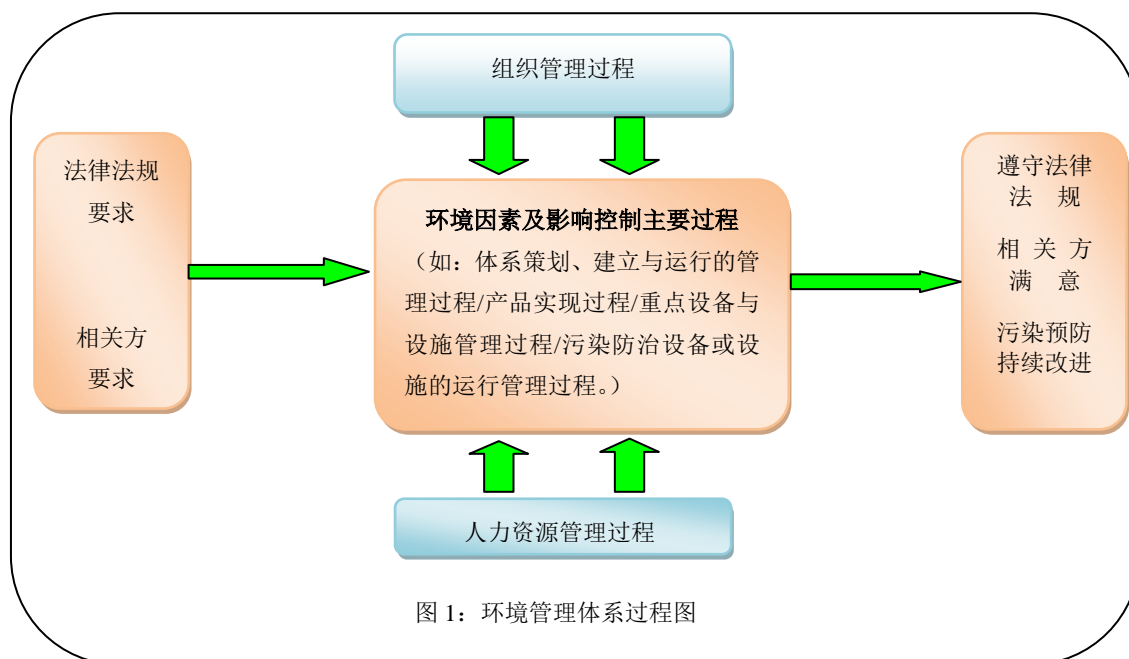 组织管理过程
法律法规
要求
相关方
要求
环境因素及影响控制主要过程
（如：体系策划、建立与运行的管
理过程/产品实现过程/重点设备与
设施管理过程/污染防治设备或设
施的运行管理过程。）
遵守法律
法 规
相 关 方
满 意
污染预防
持续改进
人力资源管理过程
图 1：环境管理体系过程图